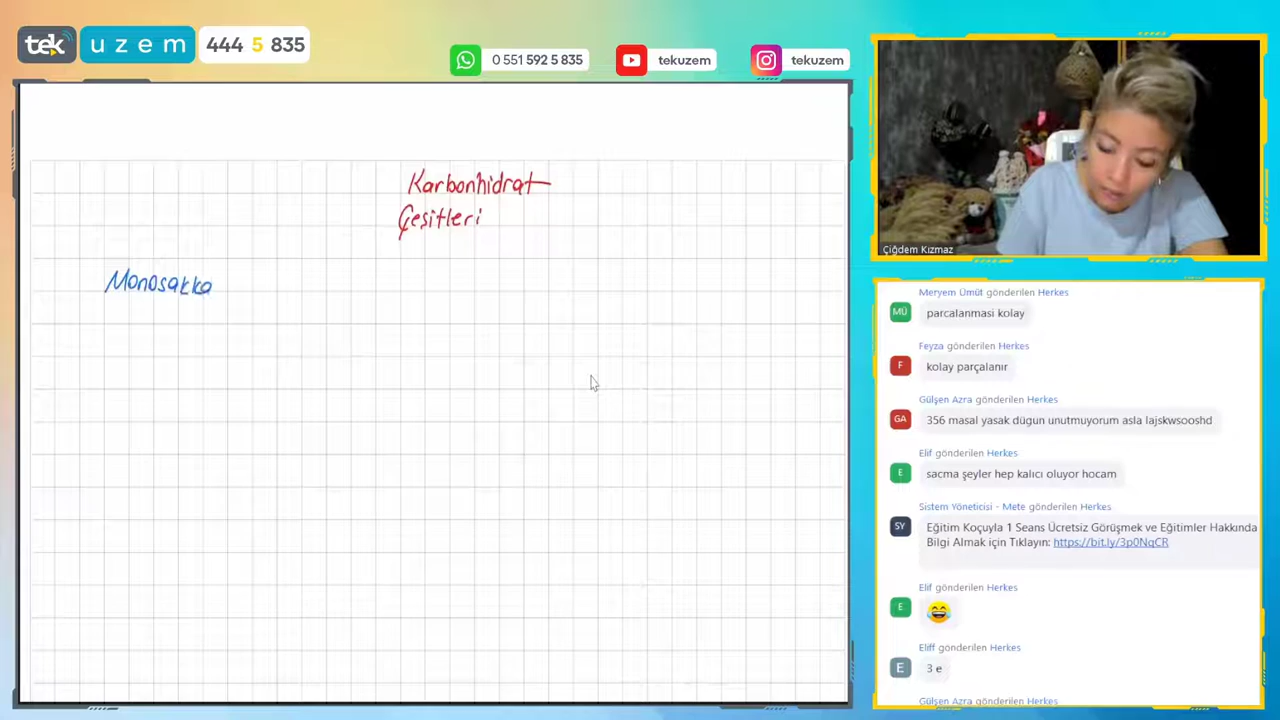 tek uzem 444 5 835
0 551 592 5 835
tekuzem
tekuzem
Karbonhidrat
Çeşitleri
Monosakka
Çiğdem Kızmaz
Meryem Ümüt gönderilen Herkes
MÜ
parcalanmasi kolay
Feyza gönderilen Herkes
F
kolay parçalanır
Gülşen Azra gönderilen Herkes
GA
356 masal yasak dügun unutmuyorum asla lajskwsooshd
Elif gönderilen Herkes
E
sacma şeyler hep kalıcı oluyor hocam
Sistem Yöneticisi - Mete gönderilen Herkes
SY
Eğitim Koçuyla 1 Seans Ücretsiz Görüşmek ve Eğitimler Hakkında
Bilgi Almak için Tıklayın: https://bit.ly/3p0NqCR
Elif gönderilen Herkes
E
Eliff gönderilen Herkes
E
3 e
Gülşen Azra gönderilen Herkes